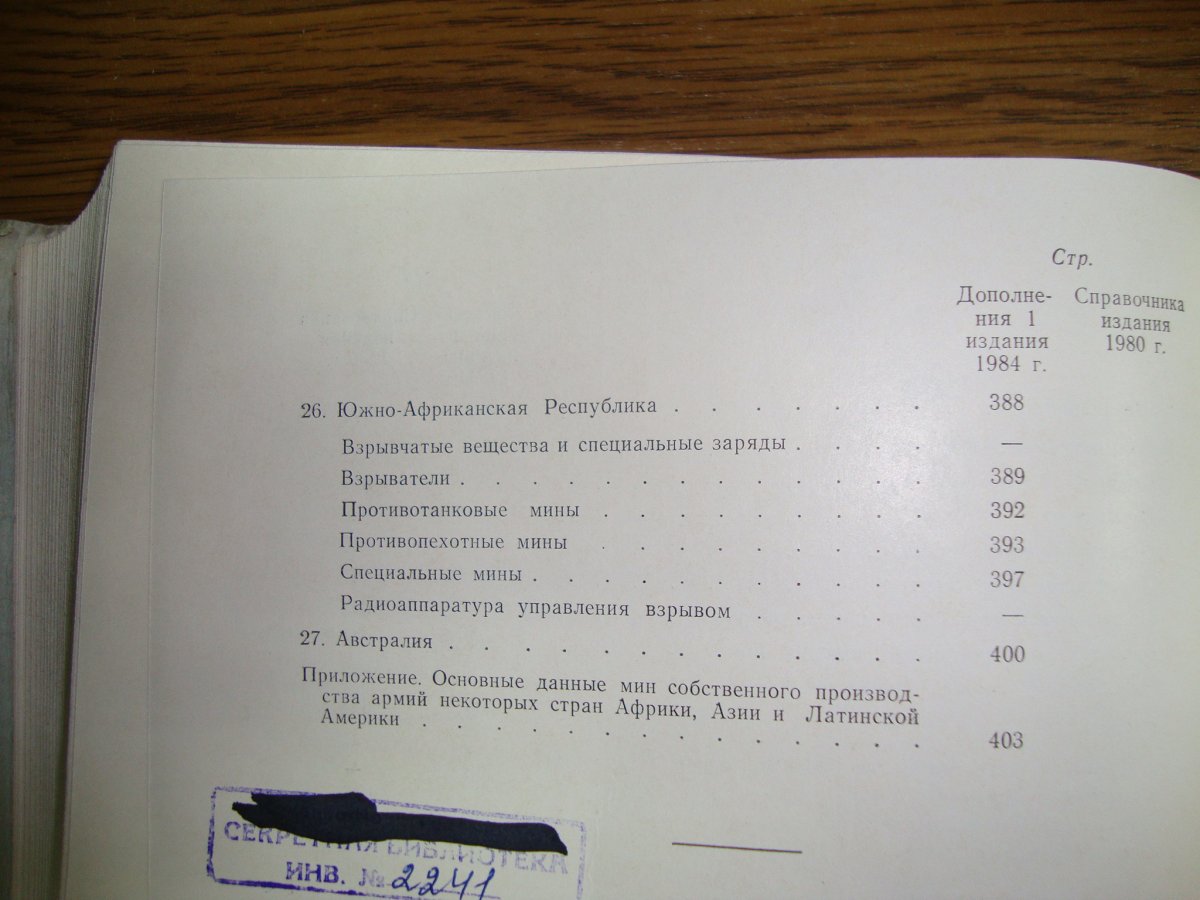 Стр.
Дополне- Справочника
ния 1 издания
издания 1980 г.
1984 г.
26. Южно-Африканская Республика . . . . . . . 388
Взрывчатые вещества и специальные заряды . . . . —
Взрыватели . . . . . . . . . . . . . 389
Противотанковые мины . . . . . . . . . 392
Противопехотные мины . . . . . . . . . 393
Специальные мины . . . . . . . . . . . 397
Радиоаппаратура управления взрывом . . . . . —
27. Австралия . . . . . . . . . . . . . 400
Приложение. Основные данные мин собственного производ-
ства армий некоторых стран Африки, Азии и Латинской
Америки . . . . . . . . . . . . . . 403
СЕКРЕТНАЯ БИБЛИОТЕКА
ИНВ. № 2241